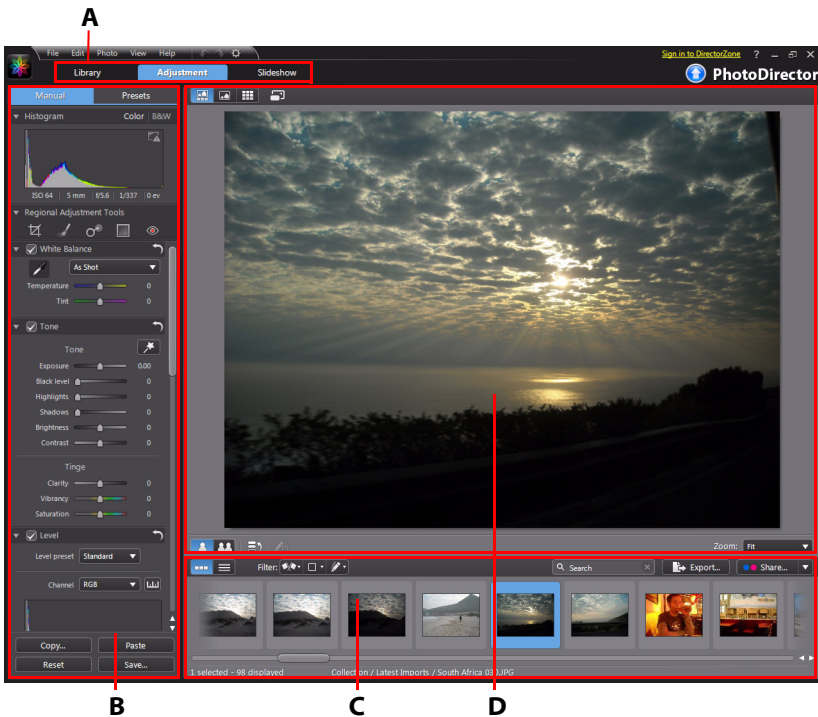 A
File Edit Photo View Help
Sign in to DirectorZone ?
Library Adjustment Slideshow
PhotoDirector
Manual Presets
Histogram Color B&W
ISO 64 5 mm f/5.6 1/337 0 ev
Regional Adjustment Tools
White Balance
As Shot
Temperature 0
Tint 0
Tone
Tone
Exposure 0.00
Black level 0
Highlights 0
Shadows 0
Brightness 0
Contrast 0
Tinge
Clarity 0
Vibrancy 0
Saturation 0
Level
Level preset Standard
Channel RGB
Copy... Paste
Reset Save...
Zoom: Fit
Filter: Search Export... Share...
1 selected - 98 displayed Collection / Latest Imports / South Africa 030.JPG
B C D